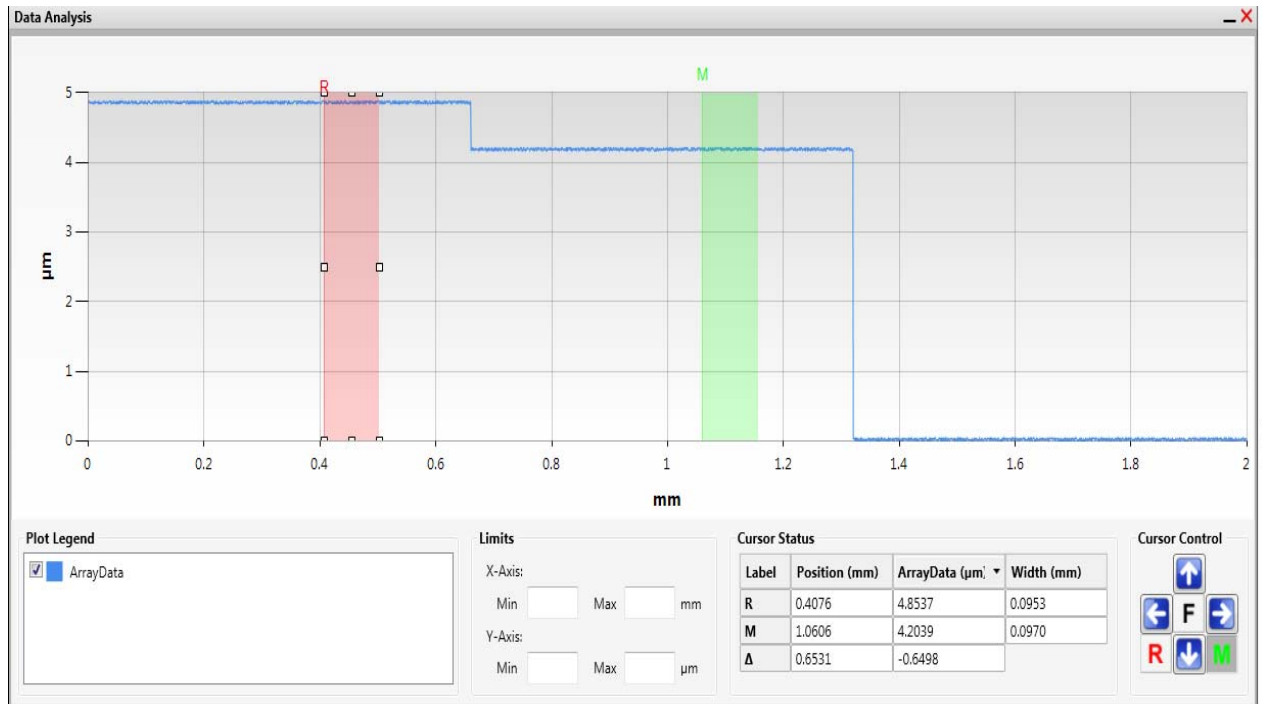 Data Analysis
R
M
5
4
3
2
1
0
µm
0 0.2 0.4 0.6 0.8 1 1.2 1.4 1.6 1.8 2
mm
Plot Legend
ArrayData
Limits
X-Axis:
Min Max mm
Y-Axis:
Min Max µm
Cursor Status
Label Position (mm) ArrayData (µm) Width (mm)
R 0.4076 4.8537 0.0953
M 1.0606 4.2039 0.0970
Δ 0.6531 -0.6498
Cursor Control
F
R M